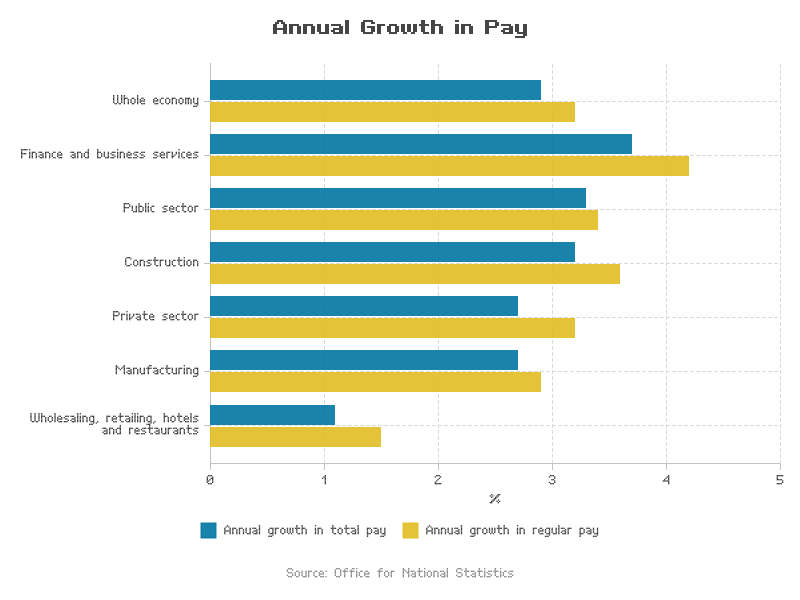 Annual Growth in Pay
Whole economy
Finance and business services
Public sector
Construction
Private sector
Manufacturing
Wholesaling, retailing, hotels
and restaurants
0 1 2 3 4 5
%
Annual growth in total pay Annual growth in regular pay
Source: Office for National Statistics